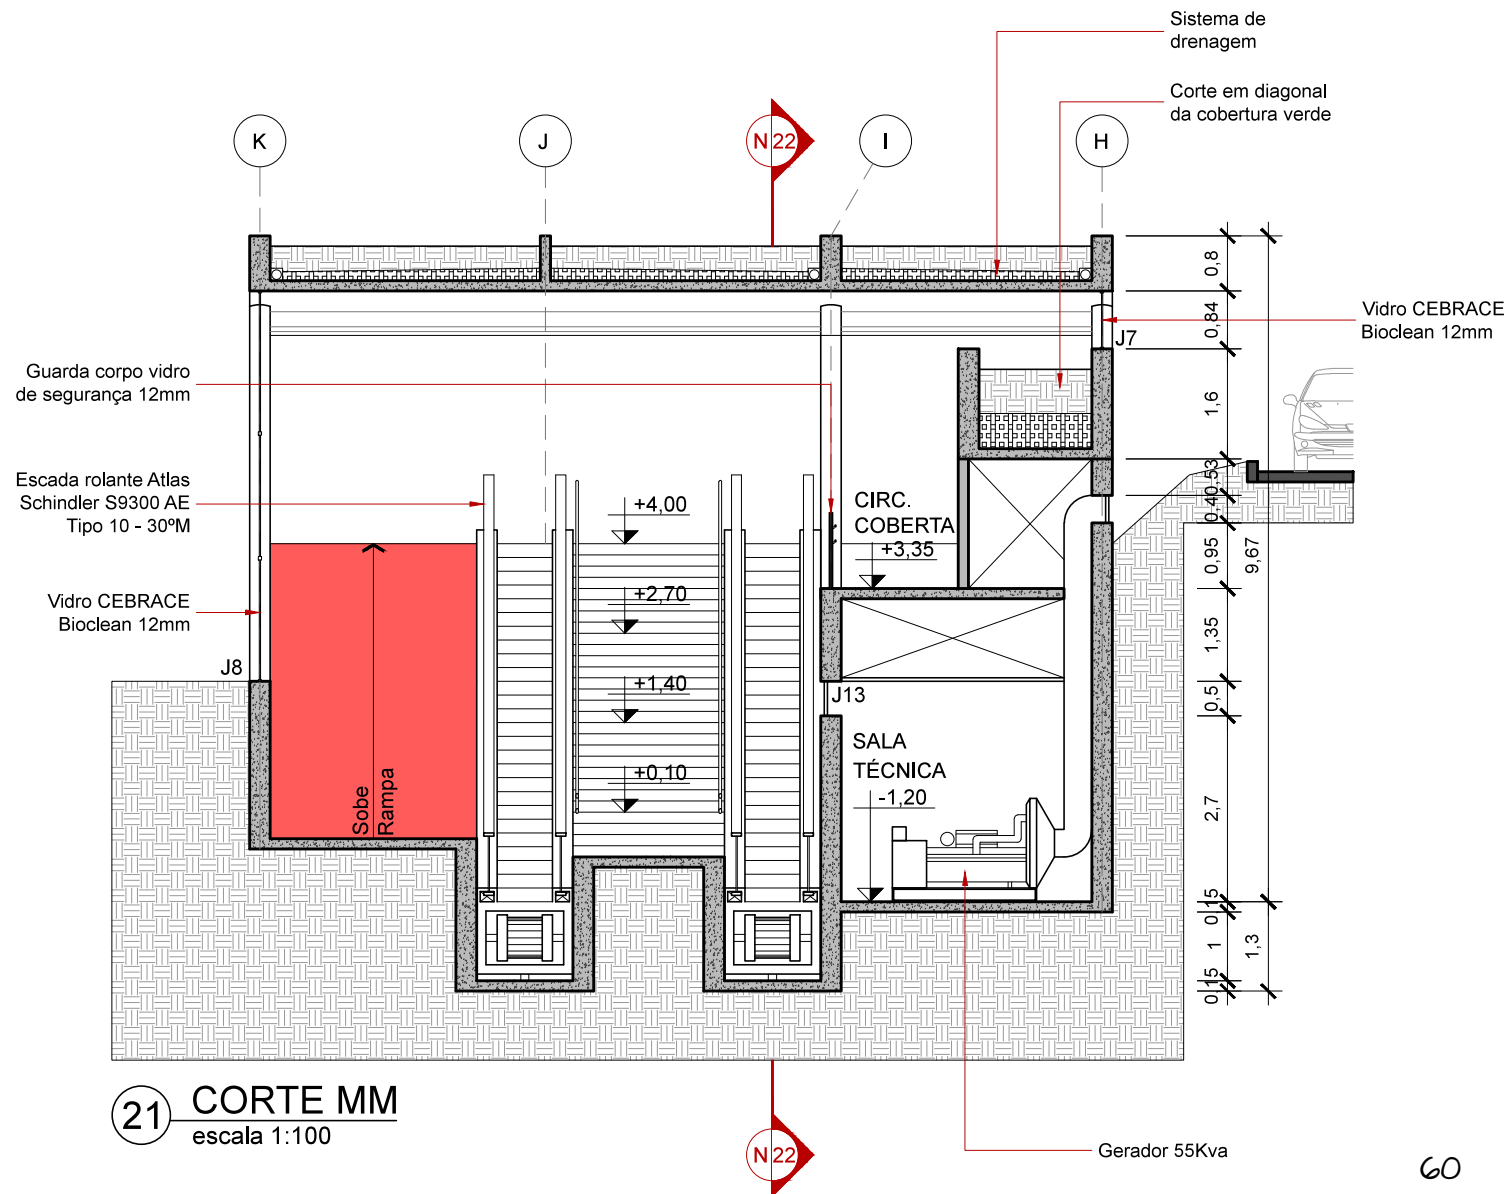 Sistema de
drenagem
Corte em diagonal
da cobertura verde
K
J
N 22
I
H
0,8
0,84
Vidro CEBRACE
Bioclean 12mm
J7
Guarda corpo vidro
de segurança 12mm
1,6
Escada rolante Atlas
Schindler S9300 AE
Tipo 10 - 30ºM
0,53
0,4
+4,00
CIRC.
COBERTA
+3,35
0,95
9,67
Vidro CEBRACE
Bioclean 12mm
+2,70
1,35
J8
+1,40
J13
0,5
SALA
TÉCNICA
-1,20
+0,10
2,7
Sobe
Rampa
0,15
1
1,3
0,15
21
CORTE MM
escala 1:100
N 22
Gerador 55Kva
60